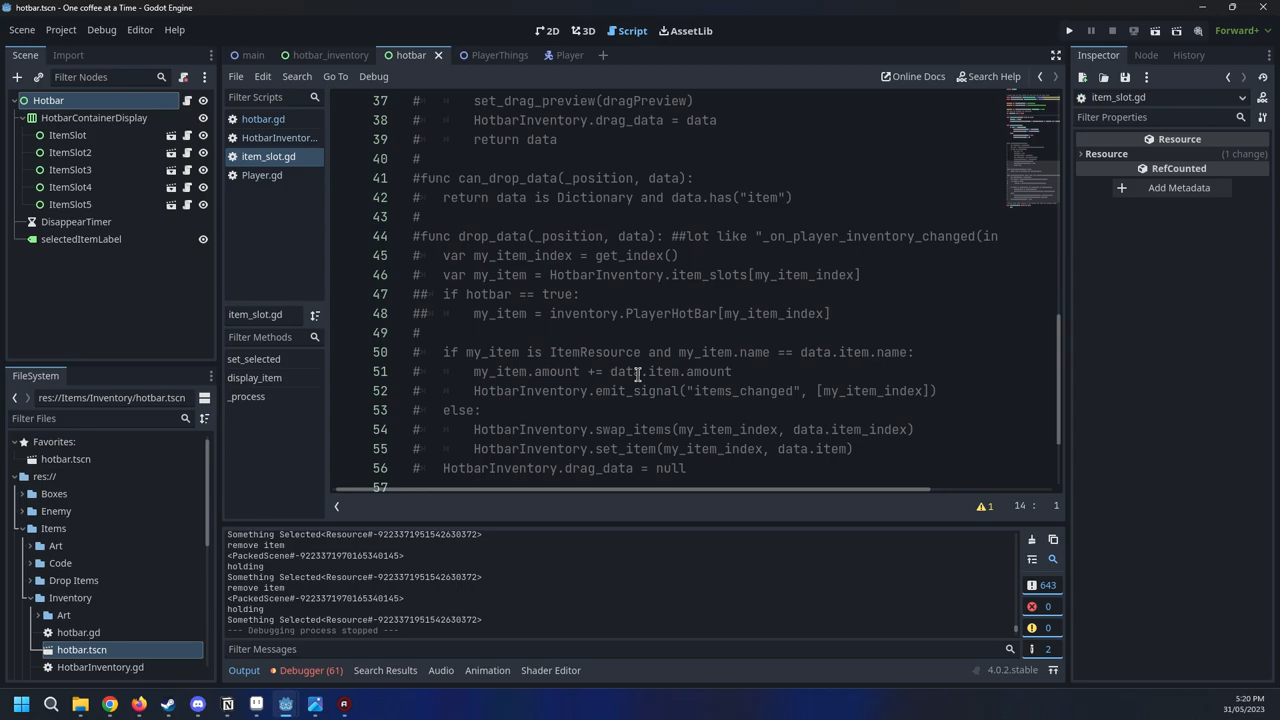 hotbar.tscn - One coffee at a Time - Godot Engine
Scene Project Debug Editor Help
2D 3D Script AssetLib
Forward+
Scene Import
Filter Nodes
Hotbar
HotbarContainerDisplay
ItemSlot
ItemSlot2
ItemSlot3
ItemSlot4
ItemSlot5
DisappearTimer
selectedItemLabel
FileSystem
res://Items/Inventory/hotbar.tscn
Filter Files
Favorites:
hotbar.tscn
res://
Boxes
Enemy
Items
Art
Code
Drop Items
Inventory
Art
hotbar.gd
hotbar.tscn
HotbarInventory.gd
main hotbar_inventory hotbar PlayerThings Player
File Edit Search Go To Debug
Online Docs Search Help
Filter Scripts
hotbar.gd
HotbarInventor...
item_slot.gd
Player.gd
item_slot.gd
Filter Methods
set_selected
display_item
_process
37 # set_drag_preview(dragPreview)
38 # HotbarInventory.drag_data = data
39 # return data
40 #
41 #func can_drop_data(_position, data):
42 # return data is Dictionary and data.has("item")
43 #
44 #func drop_data(_position, data): ##lot like "_on_player_inventory_changed(in
45 # var my_item_index = get_index()
46 # var my_item = HotbarInventory.item_slots[my_item_index]
47 ## if hotbar == true:
48 ## my_item = inventory.PlayerHotBar[my_item_index]
49 #
50 # if my_item is ItemResource and my_item.name == data.item.name:
51 # my_item.amount += data.item.amount
52 # HotbarInventory.emit_signal("items_changed", [my_item_index])
53 # else:
54 # HotbarInventory.swap_items(my_item_index, data.item_index)
55 # HotbarInventory.set_item(my_item_index, data.item)
56 # HotbarInventory.drag_data = null
57
1 14 : 1
Something Selected<Resource#-9223371951542630372>
remove item
<PackedScene#-9223371970165340145>
holding
Something Selected<Resource#-9223371951542630372>
remove item
<PackedScene#-9223371970165340145>
holding
Something Selected<Resource#-9223371951542630372>
--- Debugging process stopped ---
Filter Messages
643
0
0
2
Output Debugger (61) Search Results Audio Animation Shader Editor
4.0.2.stable
Inspector Node History
item_slot.gd
Filter Properties
Resource
Resource (1 change)
RefCounted
Add Metadata
5:20 PM
31/05/2023